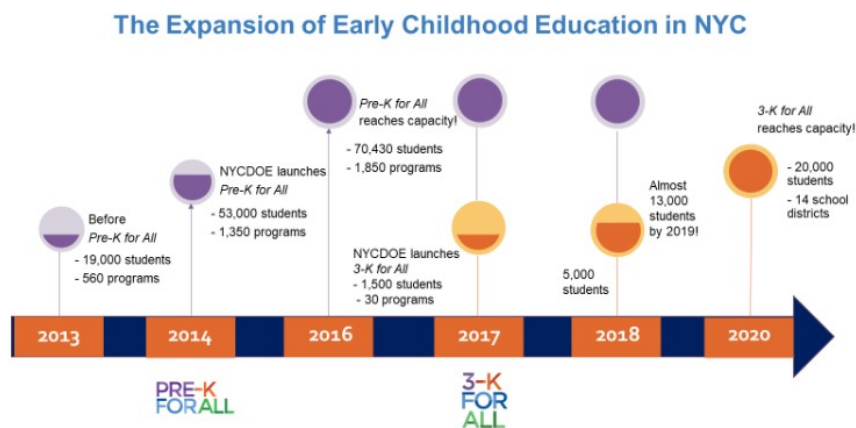 The Expansion of Early Childhood Education in NYC
Before
Pre-K for All
- 19,000 students
- 560 programs
NYCDOE launches
Pre-K for All
- 53,000 students
- 1,350 programs
Pre-K for All
reaches capacity!
- 70,430 students
- 1,850 programs
NYCDOE launches
3-K for All
- 1,500 students
- 30 programs
5,000
students
Almost
13,000
students
by 2019!
3-K for All
reaches capacity!
- 20,000
students
- 14 school
districts
2013
2014
2016
2017
2018
2020
PRE-K
FOR ALL
3-K
FOR
ALL